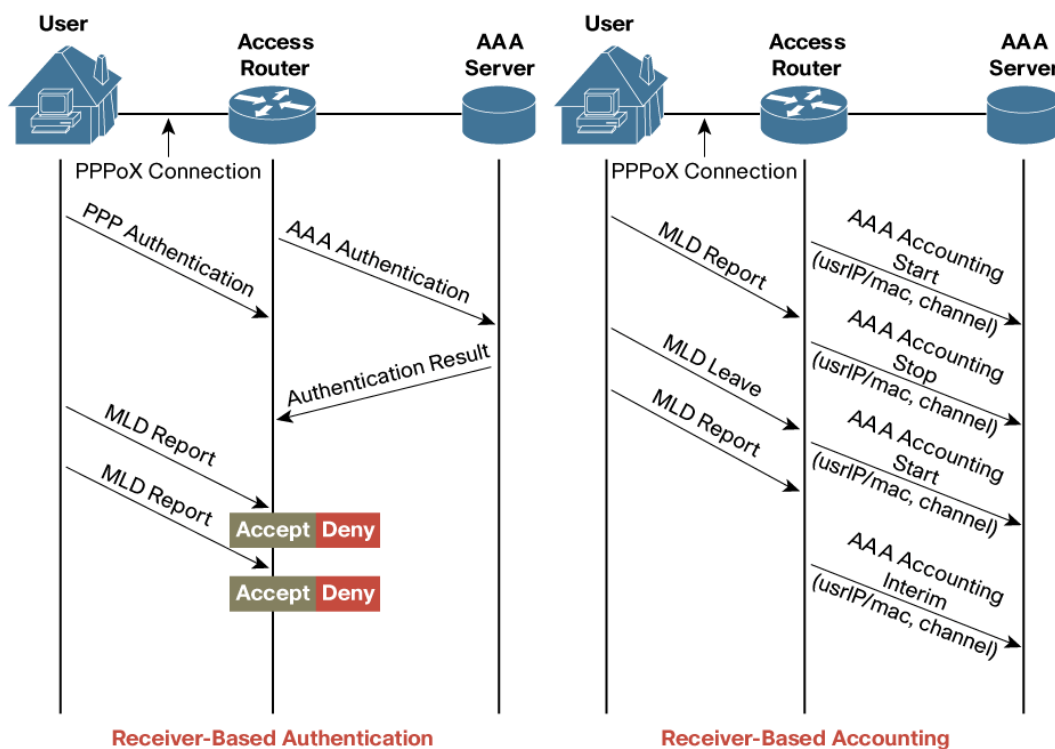 User
Access
Router
AAA
Server
PPPoX Connection
PPP Authentication
AAA Authentication
Authentication Result
MLD Report
MLD Report
Accept Deny
Accept Deny
Receiver-Based Authentication
User
Access
Router
AAA
Server
PPPoX Connection
MLD Report
AAA Accounting
Start
(usrIP/mac, channel)
MLD Leave
AAA Accounting
Stop
(usrIP/mac, channel)
MLD Report
AAA Accounting
Start
(usrIP/mac, channel)
AAA Accounting
Interim
(usrIP/mac, channel)
Receiver-Based Accounting